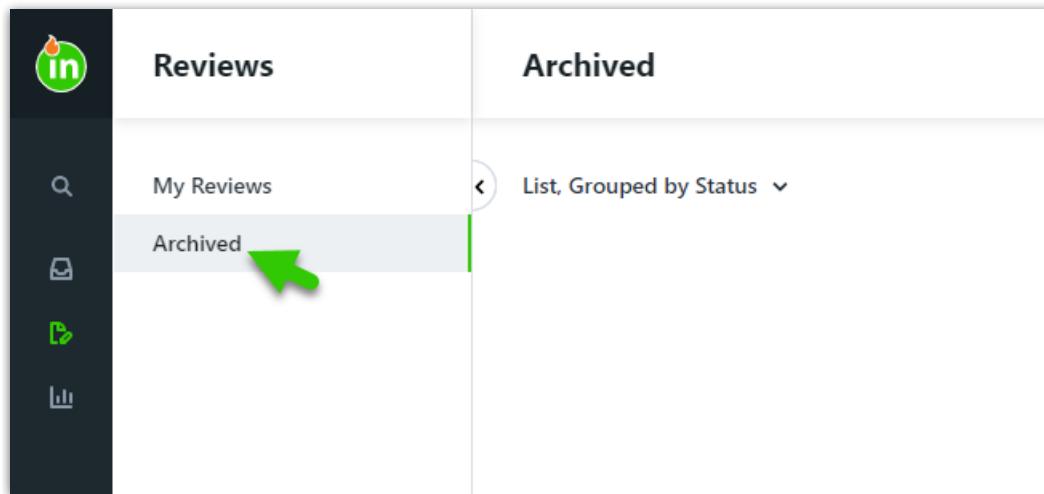 in
Reviews
Archived
My Reviews
List, Grouped by Status
Archived